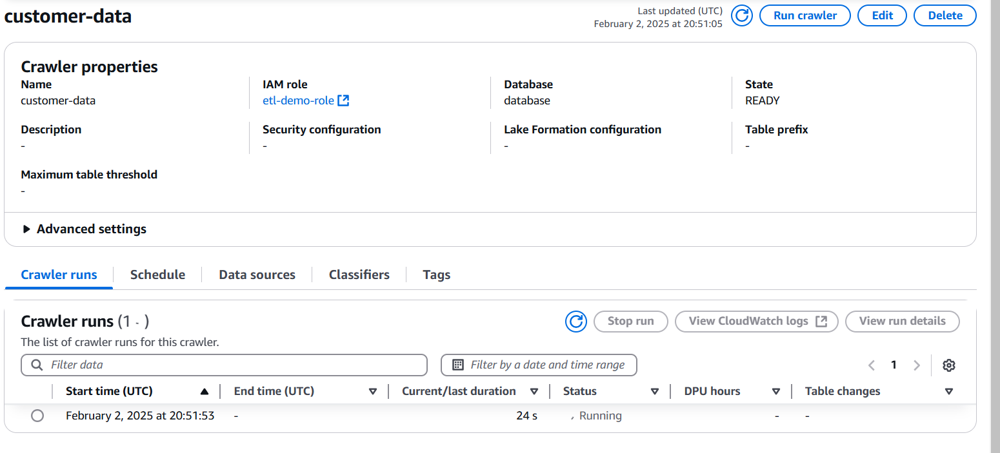 customer-data
Last updated (UTC)
February 2, 2025 at 20:51:05
Run crawler
Edit
Delete
Crawler properties
Name
customer-data
IAM role
etl-demo-role
Database
database
State
READY
Description
-
Security configuration
-
Lake Formation configuration
-
Table prefix
-
Maximum table threshold
-
Advanced settings
Crawler runs
Schedule
Data sources
Classifiers
Tags
Crawler runs (1 - )
The list of crawler runs for this crawler.
Stop run
View CloudWatch logs
View run details
Filter data
Filter by a date and time range
1
Start time (UTC) End time (UTC) Current/last duration Status DPU hours Table changes
February 2, 2025 at 20:51:53 - 24 s Running - -